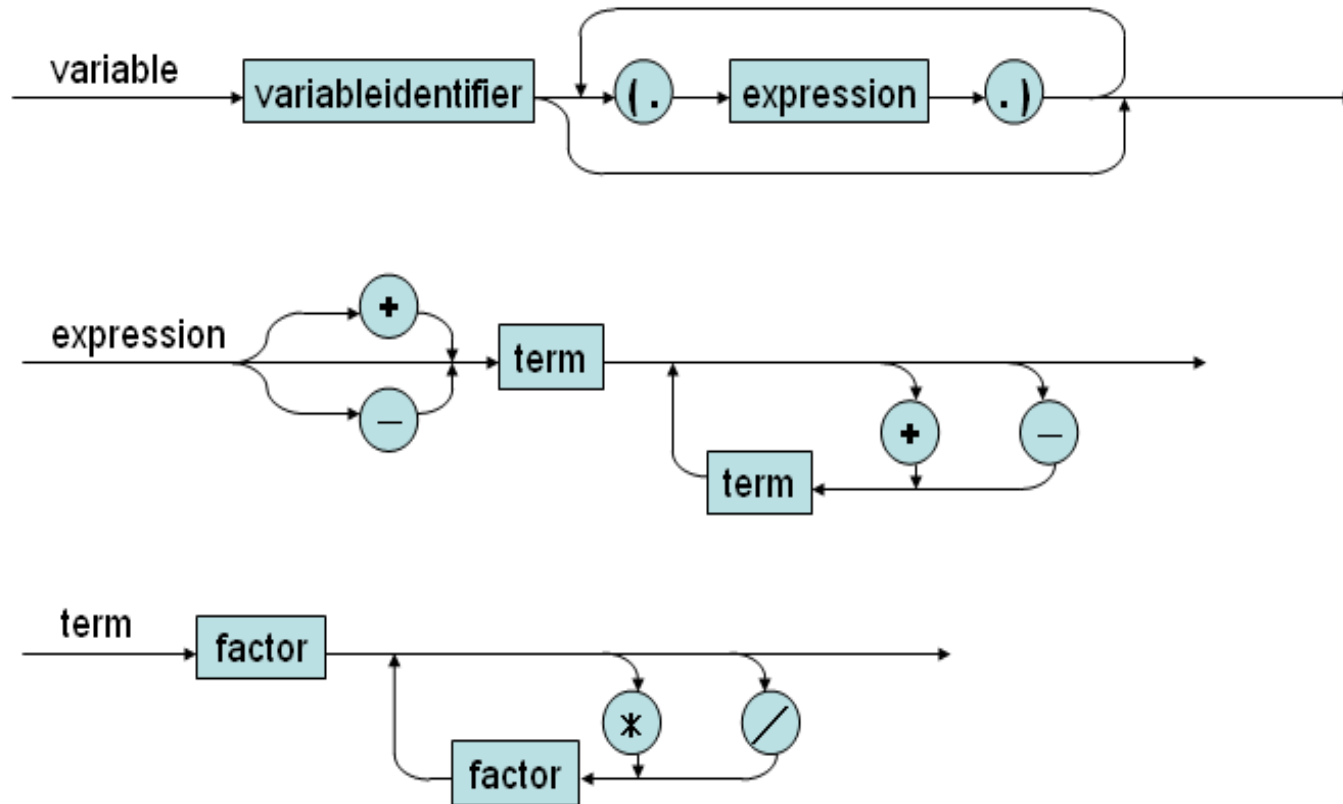 variable
variableidentifier (. expression .)
+
expression
term
−
+ −
term
term
factor
* /
factor